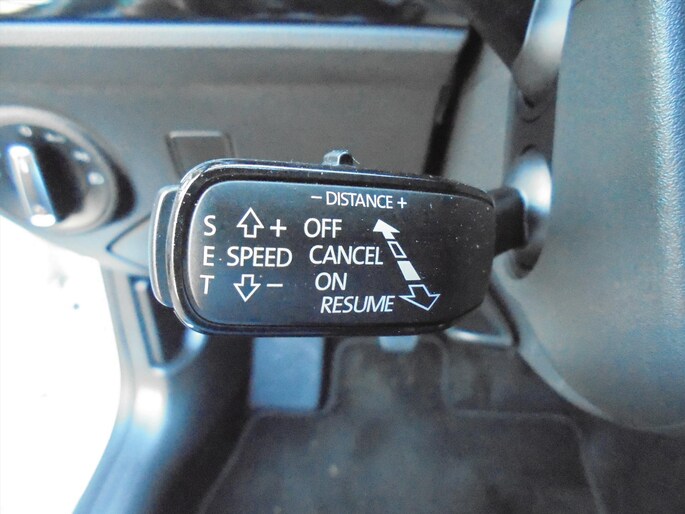 - DISTANCE +
S + OFF
E SPEED CANCEL
T - ON
RESUME